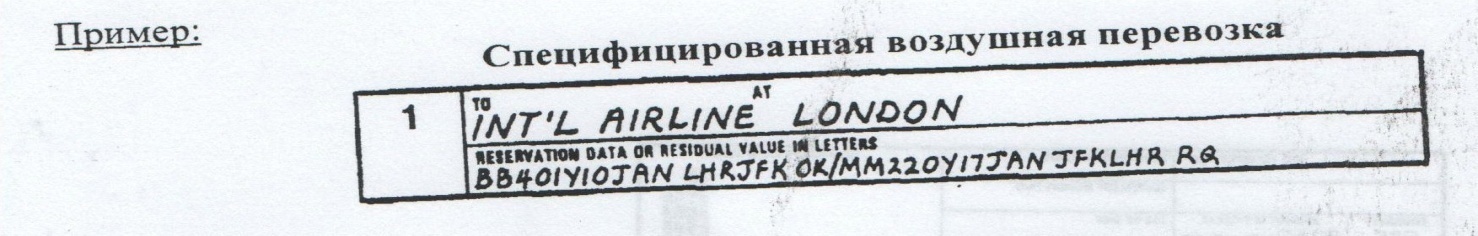 Пример:
Специфицированная воздушная перевозка
1
TO AT
INT'L AIRLINE LONDON
RESERVATION DATA OR RESIDUAL VALUE IN LETTERS
BB401Y10JAN LHRJFK OK/MM220Y17JAN JFKLHR RQ